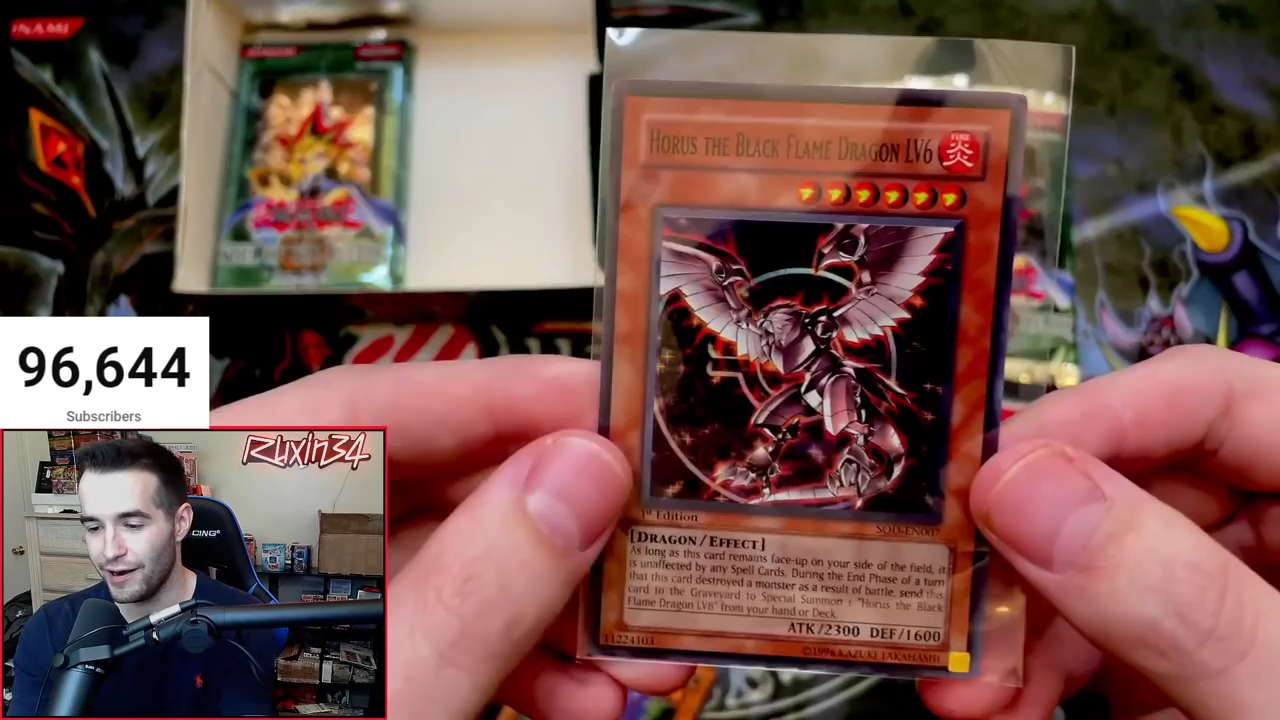 HORUS THE BLACK FLAME DRAGON LV6
FIRE
炎
1st Edition
SOD-EN007
[DRAGON/EFFECT]
As long as this card remains face-up on your side of the field, it
is unaffected by any Spell Cards. During the End Phase of a turn
that this card destroyed a monster as a result of battle, send this
card to the Graveyard to Special Summon 1 "Horus the Black
Flame Dragon LV8" from your hand or Deck.
ATK/2300 DEF/1600
11224103
©1996 KAZUKI TAKAHASHI
96,644
Subscribers
Ruxin34
CING